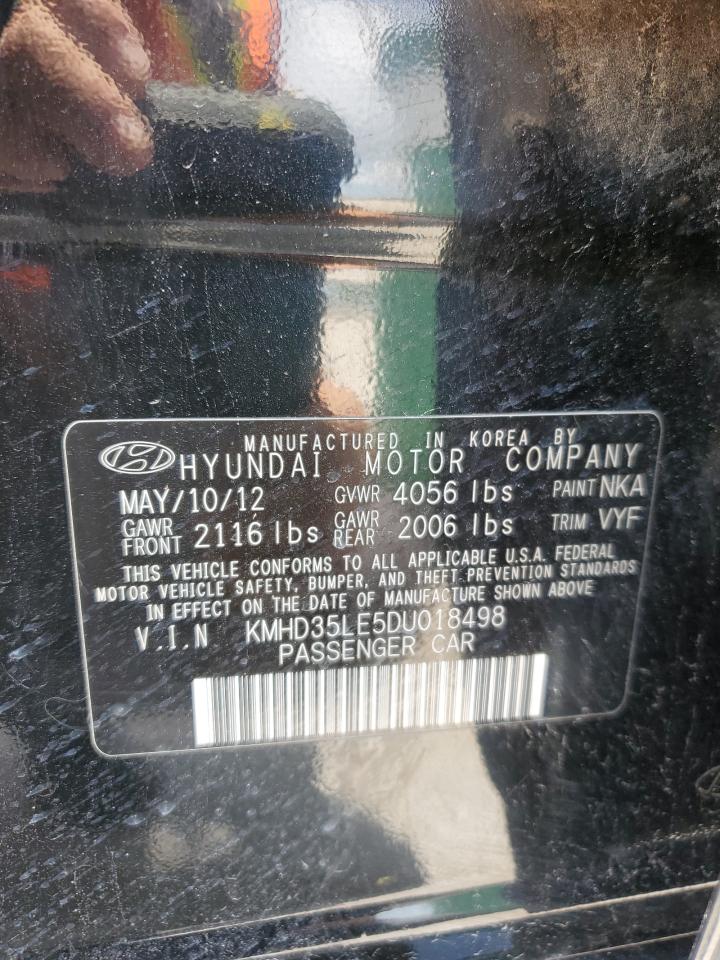 MANUFACTURED IN KOREA BY
HYUNDAI MOTOR COMPANY
MAY/10/12 GVWR 4056 lbs PAINT NKA
GAWR FRONT 2116 lbs GAWR REAR 2006 lbs TRIM VYF
THIS VEHICLE CONFORMS TO ALL APPLICABLE U.S.A. FEDERAL
MOTOR VEHICLE SAFETY, BUMPER, AND THEFT PREVENTION STANDARDS
IN EFFECT ON THE DATE OF MANUFACTURE SHOWN ABOVE
V.I.N KMHD35LE5DU018498
PASSENGER CAR